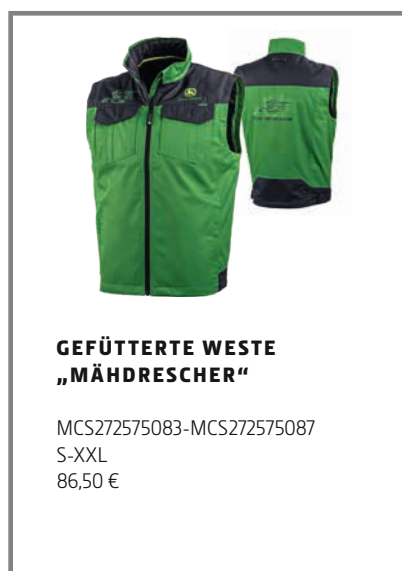 GEFÜTTERTE WESTE
„MÄHDRESCHER“
MCS272575083-MCS272575087
S-XXL
86,50 €